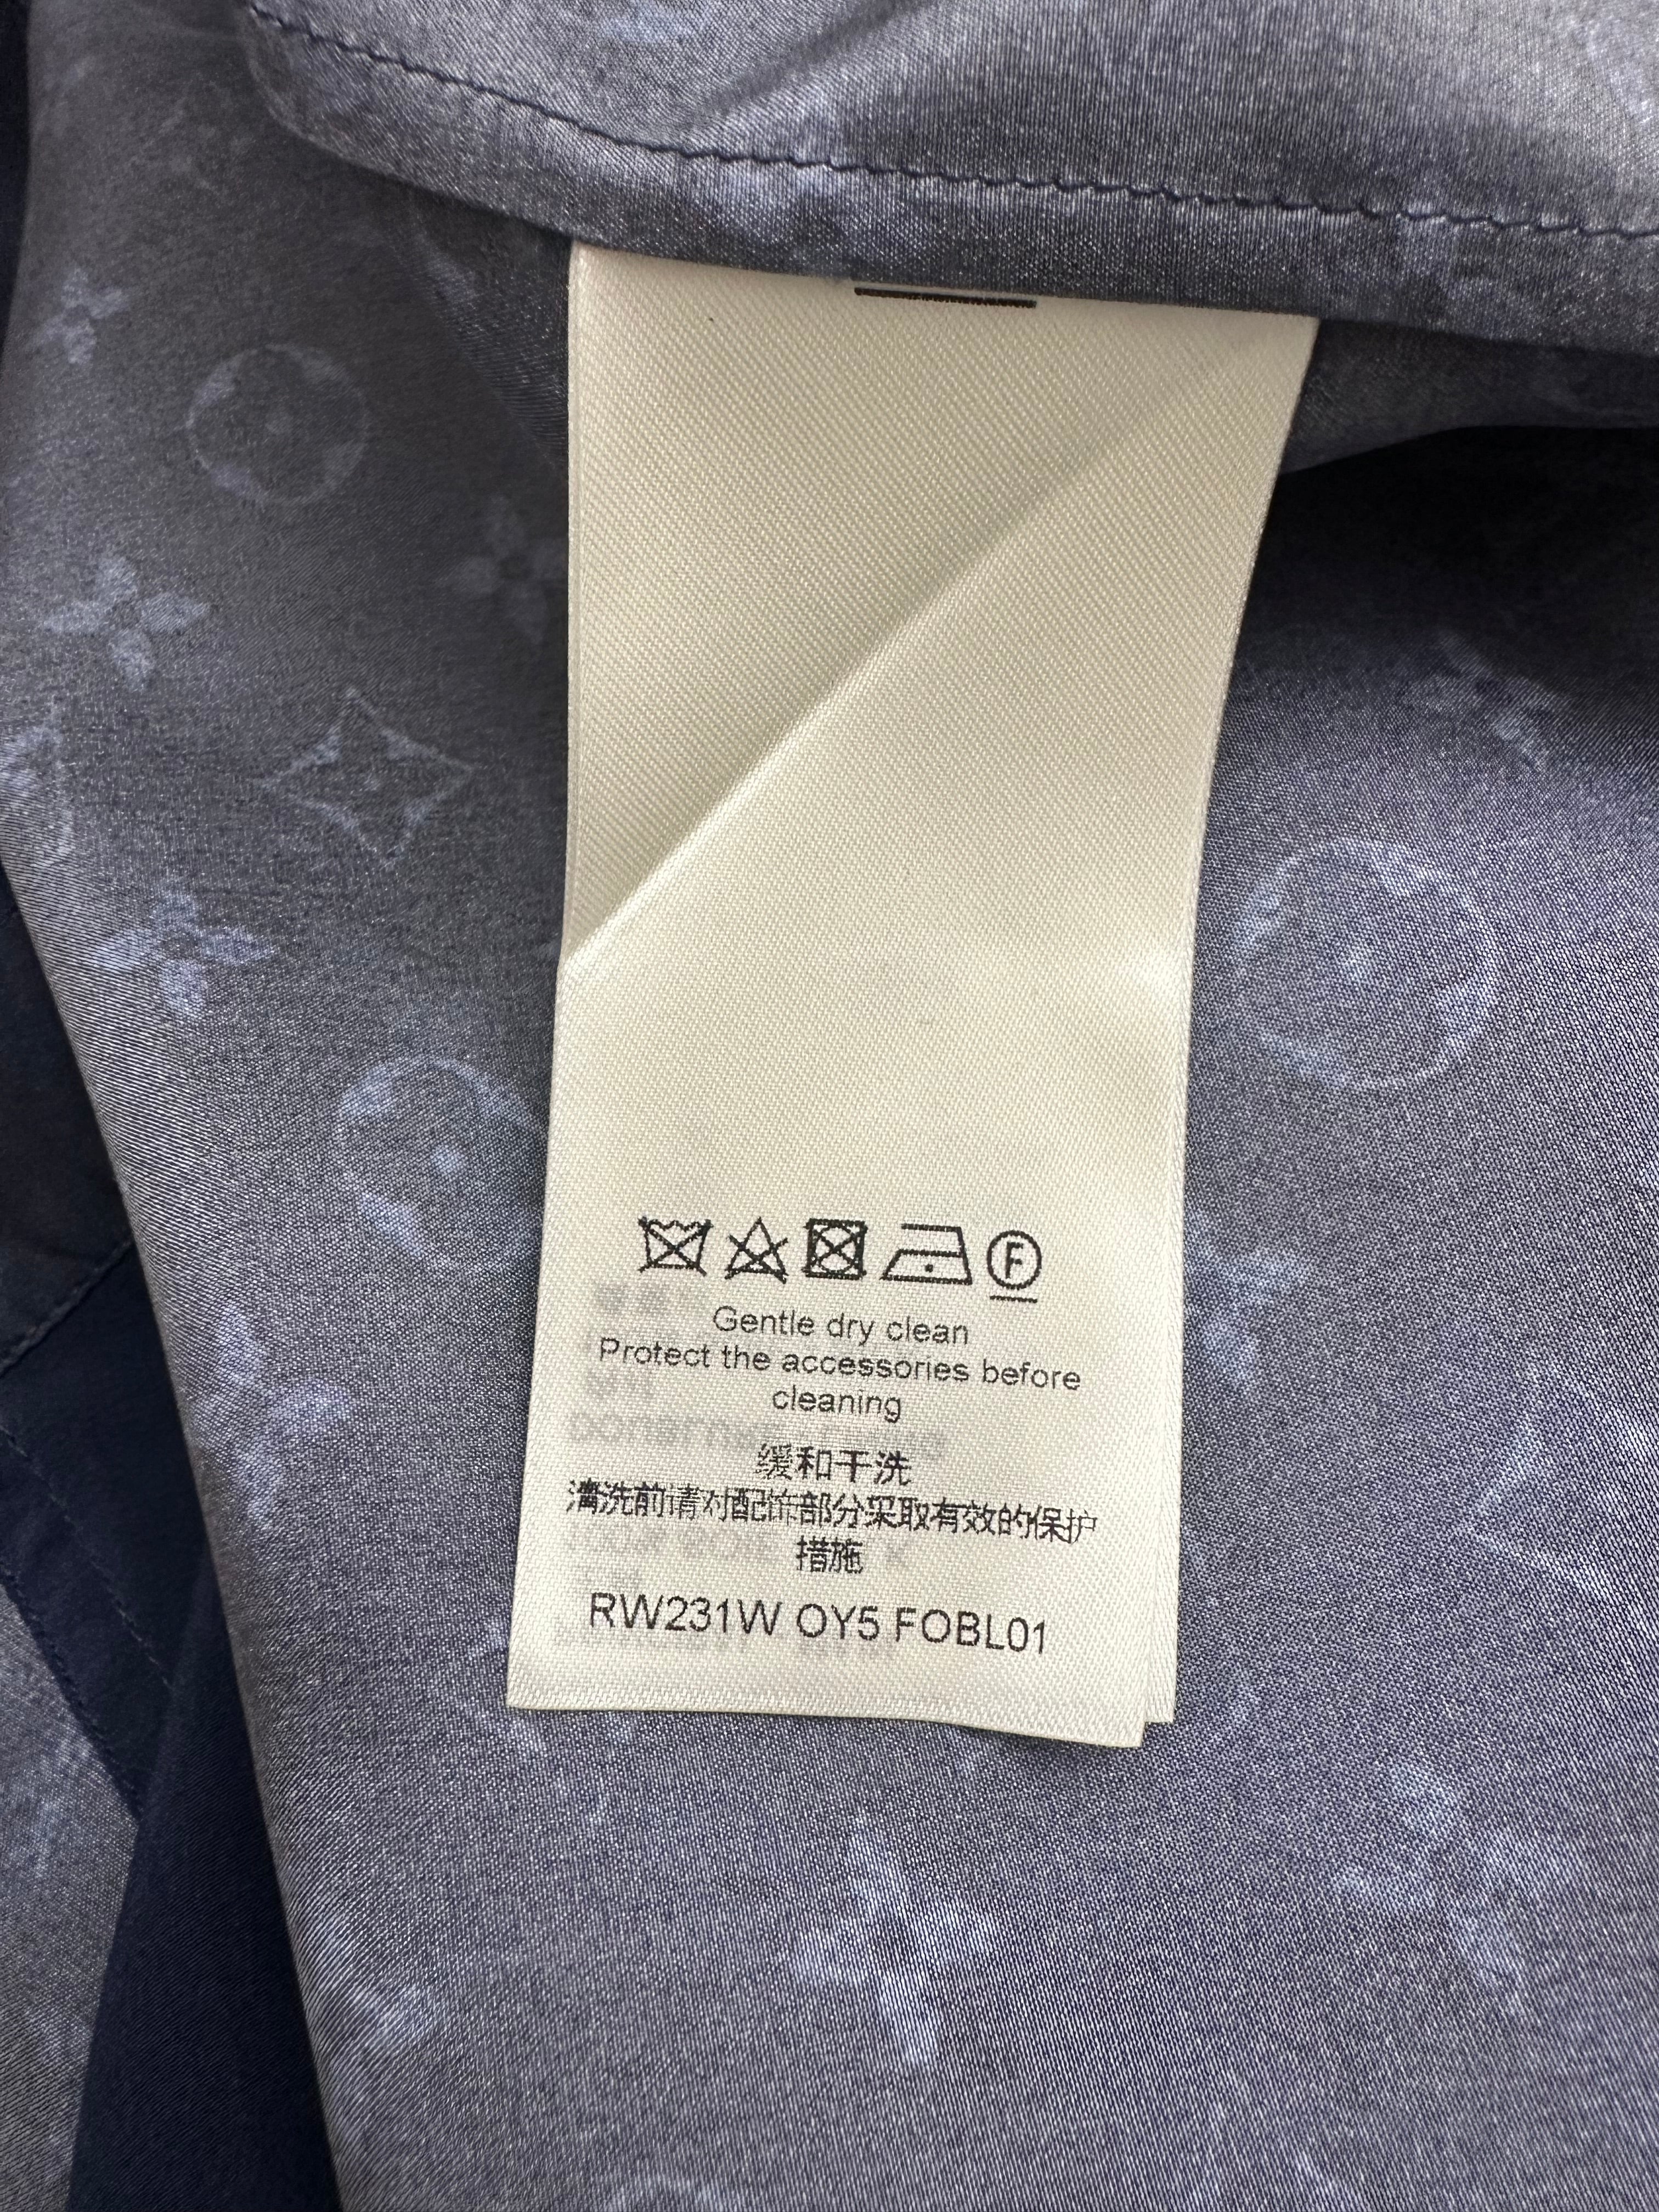 F
Gentle dry clean
Protect the accessories before
cleaning
缓和干洗
清洗前请对配饰部分采取有效的保护
措施
RW231W OY5 FOBL01